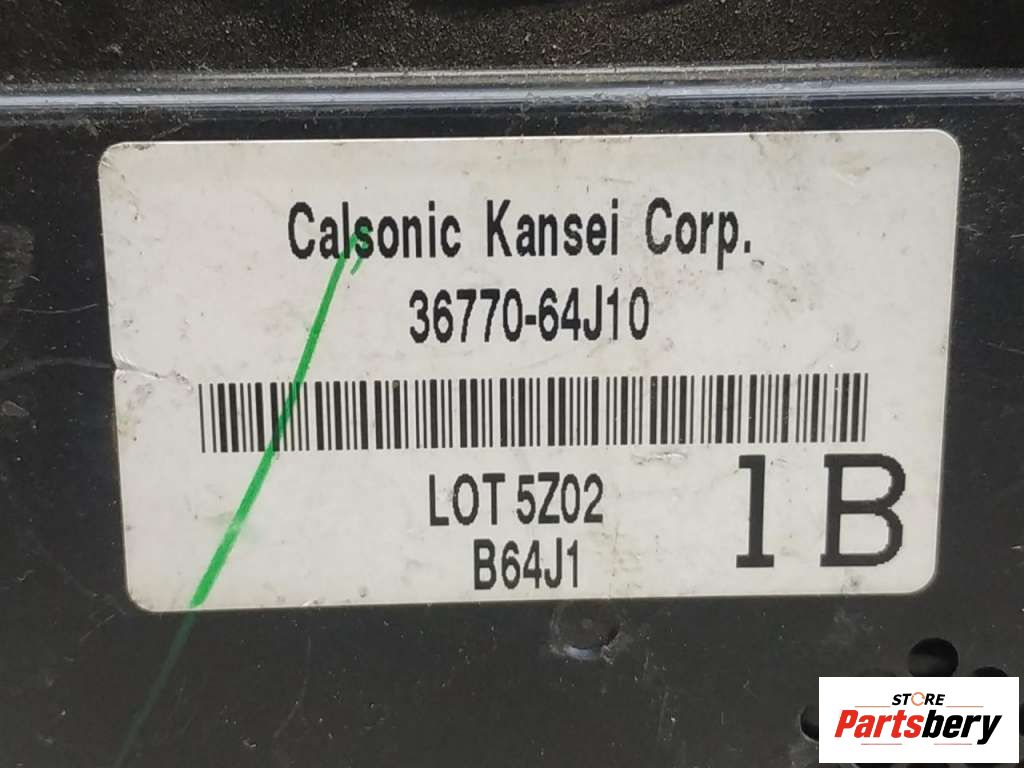 Calsonic Kansei Corp.
36770-64J10
LOT 5Z02
B64J1
1B
STORE
Partsbery